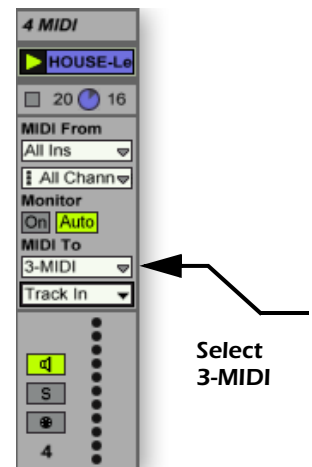 4 MIDI
HOUSE-Le
20 16
MIDI From
All Ins
All Chann
Monitor
On Auto
MIDI To
3-MIDI
Track In
S
4
Select
3-MIDI